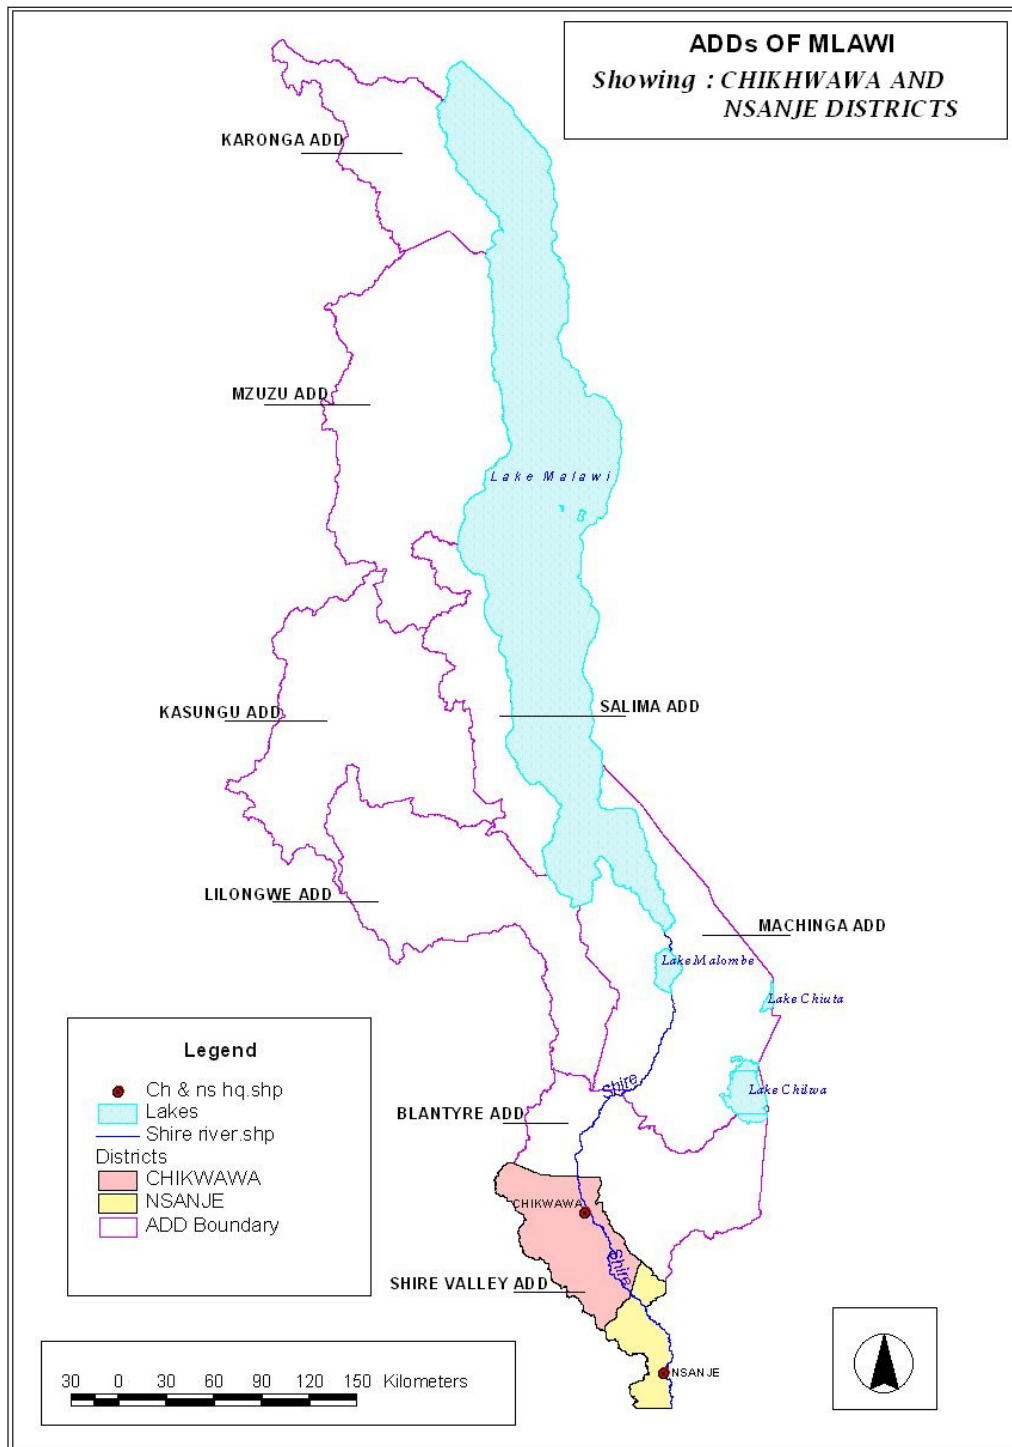 ADDs OF MLAWI
Showing : CHIKHWAWA AND
NSANJE DISTRICTS
KARONGA ADD
MZUZU ADD
Lake Malawi
KASUNGU ADD
SALIMA ADD
LILONGWE ADD
MACHINGA ADD
Lake Malombe
Lake Chiuta
Shire
Lake Chilwa
BLANTYRE ADD
CHIKWAWA
Shire
SHIRE VALLEY ADD
NSANJE
Legend
Ch & ns hq.shp
Lakes
Shire river.shp
Districts
CHIKWAWA
NSANJE
ADD Boundary
30 0 30 60 90 120 150 Kilometers